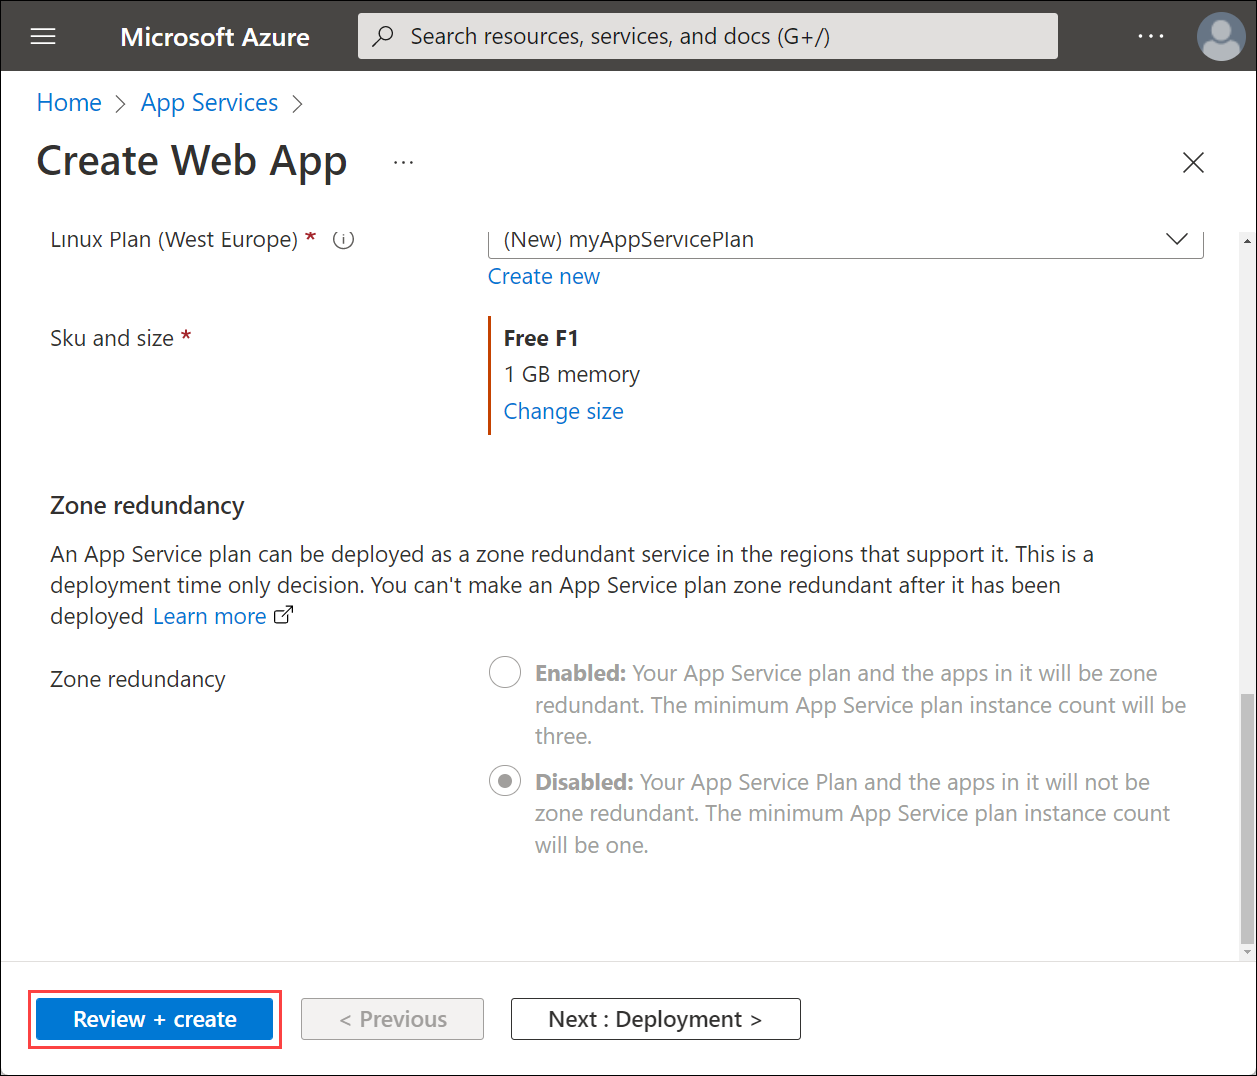 Microsoft Azure
Search resources, services, and docs (G+/)
...
Home > App Services >
Create Web App ...
Linux Plan (West Europe) *
(New) myAppServicePlan
Create new
Sku and size *
Free F1
1 GB memory
Change size
Zone redundancy
An App Service plan can be deployed as a zone redundant service in the regions that support it. This is a
deployment time only decision. You can't make an App Service plan zone redundant after it has been
deployed Learn more
Zone redundancy
Enabled: Your App Service plan and the apps in it will be zone
redundant. The minimum App Service plan instance count will be
three.
Disabled: Your App Service Plan and the apps in it will not be
zone redundant. The minimum App Service plan instance count
will be one.
Review + create
< Previous
Next : Deployment >